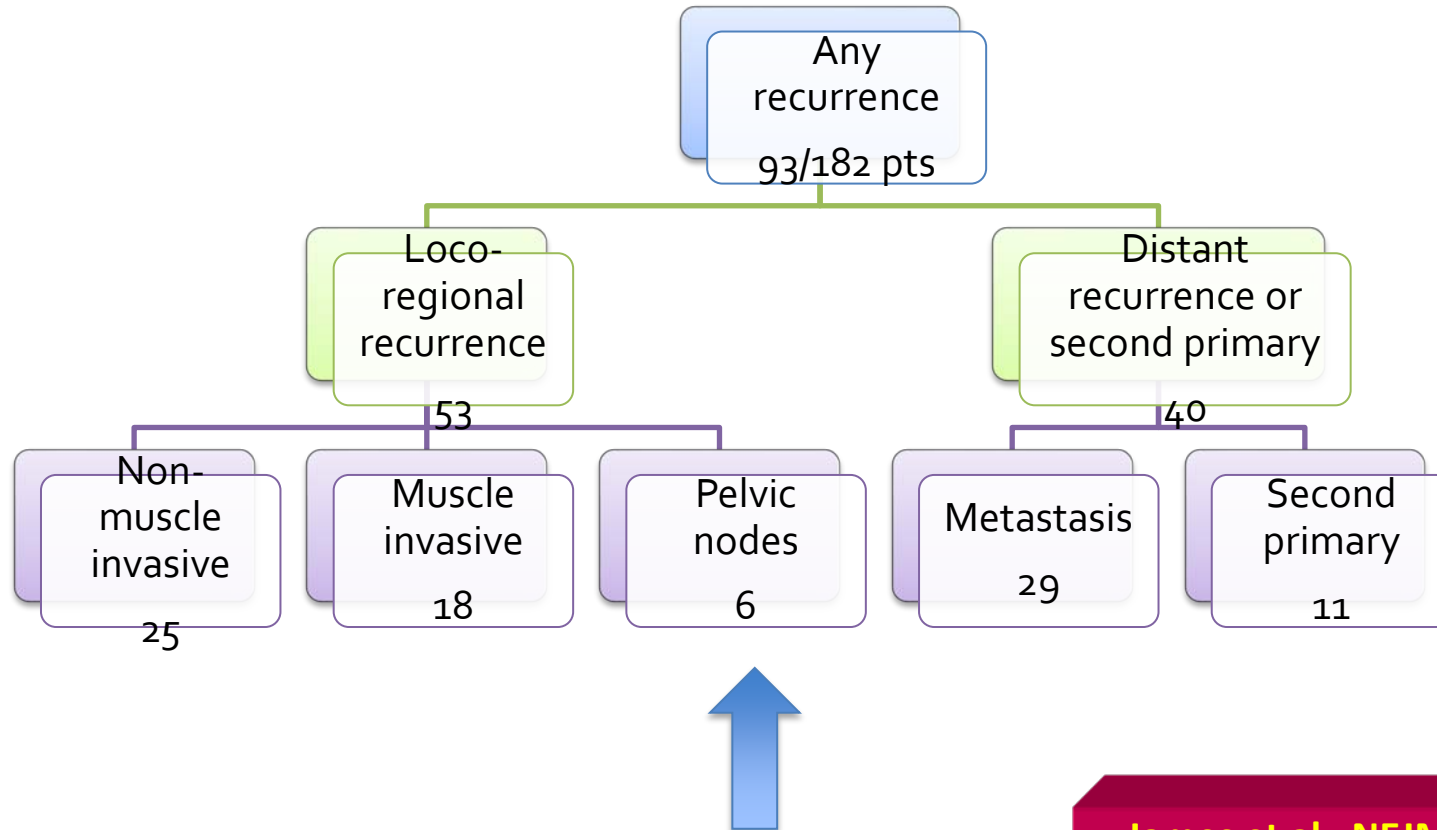 Any
recurrence
93/182 pts
Loco-
regional
recurrence
53
Distant
recurrence or
second primary
40
Non-
muscle
invasive
25
Muscle
invasive
18
Pelvic
nodes
6
Metastasis
29
Second
primary
11